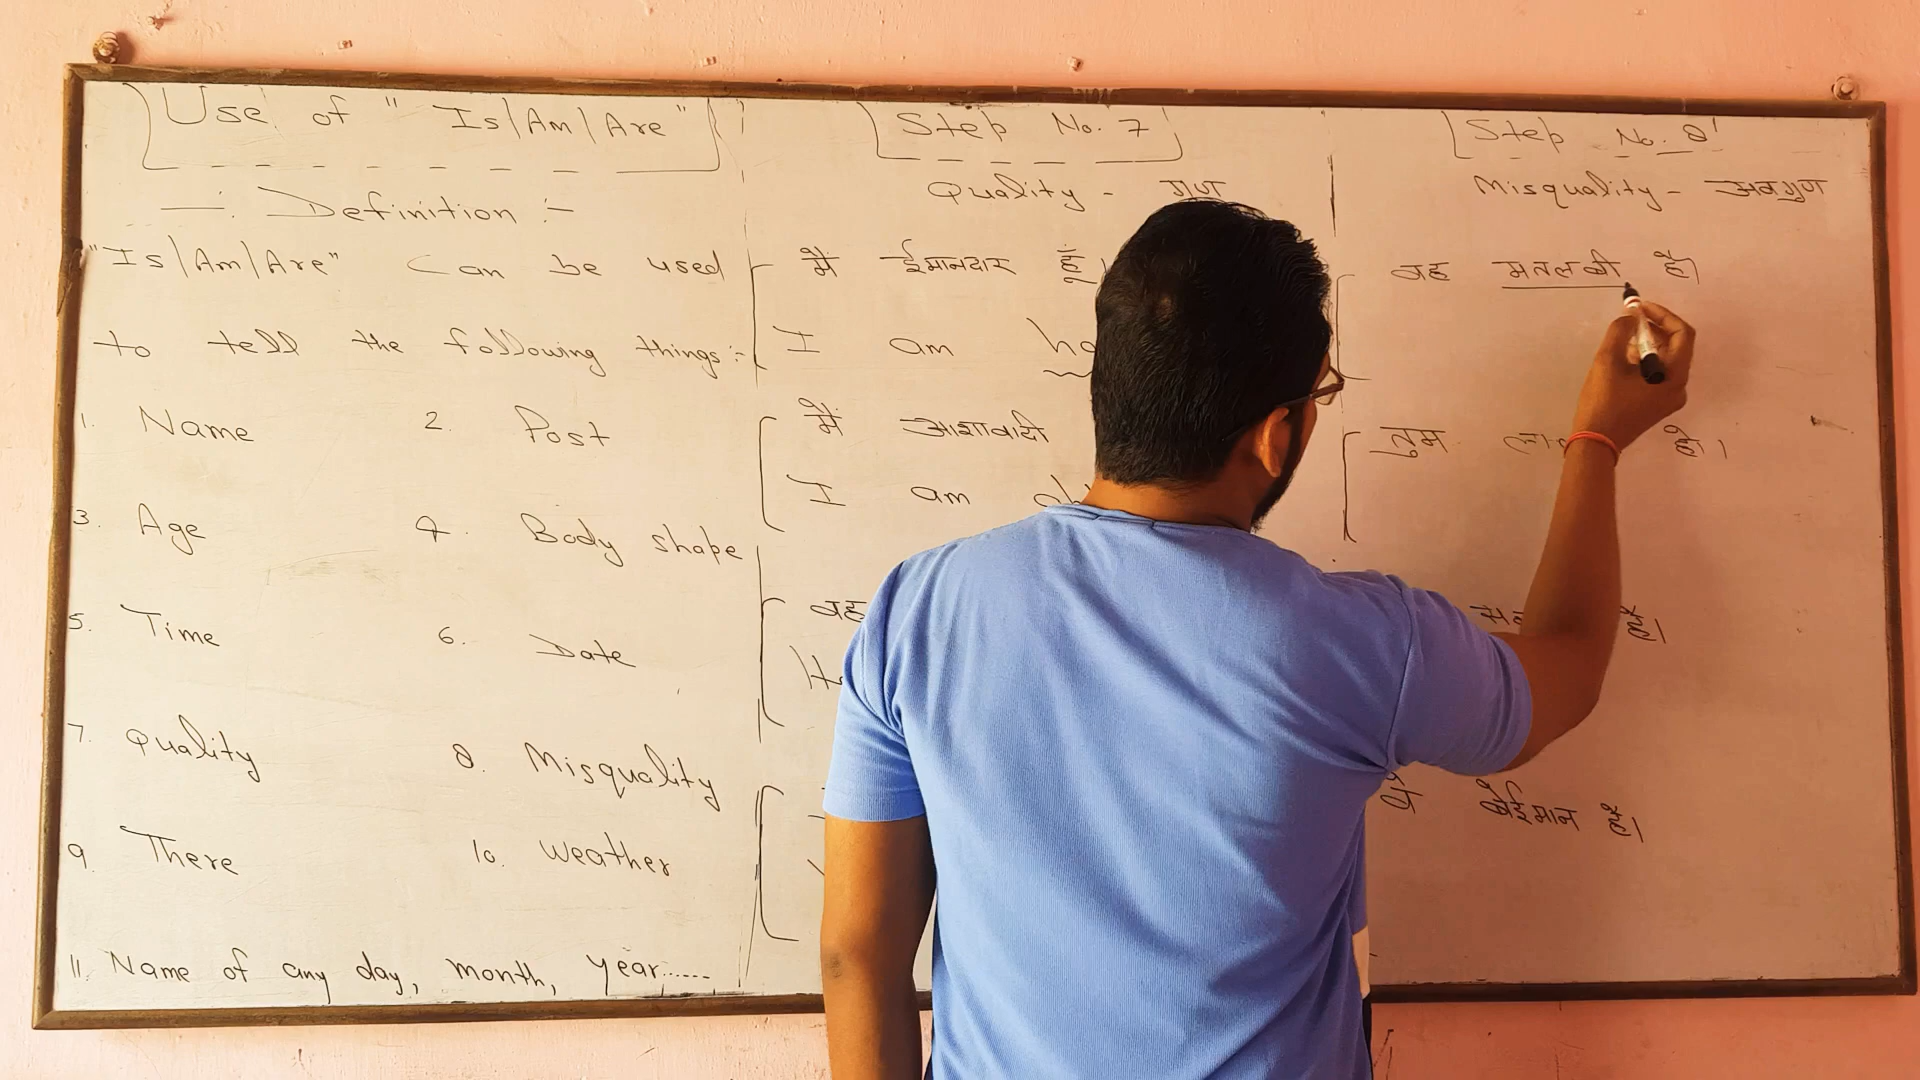 Use of "Is/Am/Are"
-: Definition :-
"Is/Am/Are" can be used
to tell the following things:-
1. Name 2. Post
3. Age 4. Body shape
5. Time 6. Date
7. Quality 8. Misquality
9. There 10. Weather
11. Name of any day, month, year......
Step No. 7
Quality - गुण
मैं ईमानदार हूँ।
I am
मैं आशावादी
I am
वह
Step No. 8
Misquality - अवगुण
वह मतलबी है।
तुम हो।
हैं।
वे बेईमान हैं।